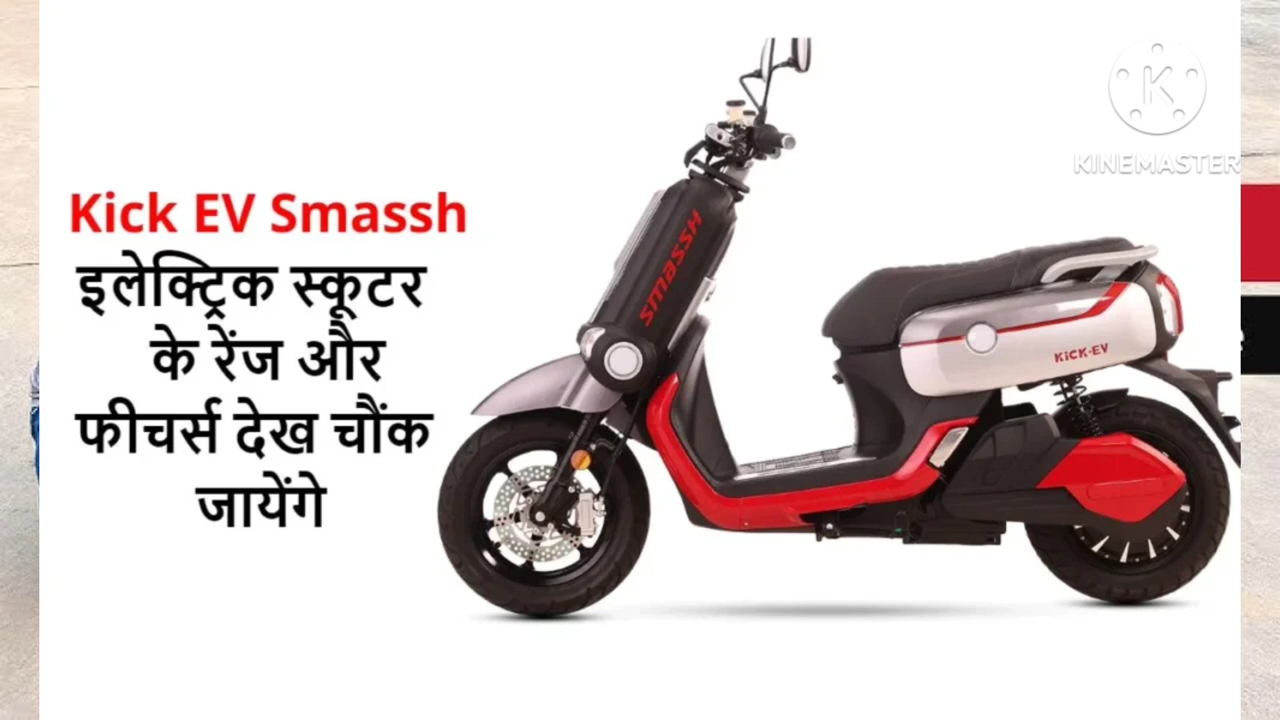 Kick EV Smassh
इलेक्ट्रिक स्कूटर
के रेंज और
फीचर्स देख चौंक
जायेंगे
SMASSH
KICK-EV
K
KINEMASTER
e